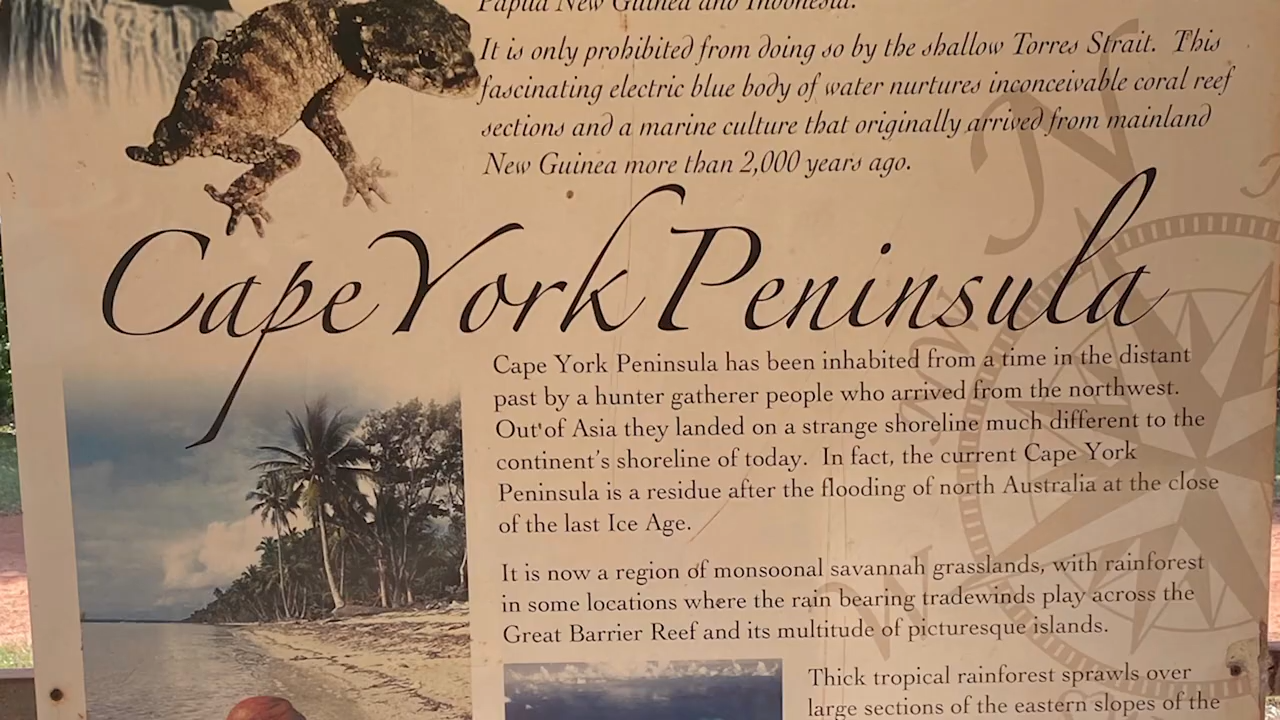 Papua New Guinea and Indonesia.
It is only prohibited from doing so by the shallow Torres Strait. This
fascinating electric blue body of water nurtures inconceivable coral reef
sections and a marine culture that originally arrived from mainland
New Guinea more than 2,000 years ago.
Cape York Peninsula
Cape York Peninsula has been inhabited from a time in the distant
past by a hunter gatherer people who arrived from the northwest.
Out of Asia they landed on a strange shoreline much different to the
continent's shoreline of today. In fact, the current Cape York
Peninsula is a residue after the flooding of north Australia at the close
of the last Ice Age.
It is now a region of monsoonal savannah grasslands, with rainforest
in some locations where the rain bearing tradewinds play across the
Great Barrier Reef and its multitude of picturesque islands.
Thick tropical rainforest sprawls over
large sections of the eastern slopes of the
N
NW
W